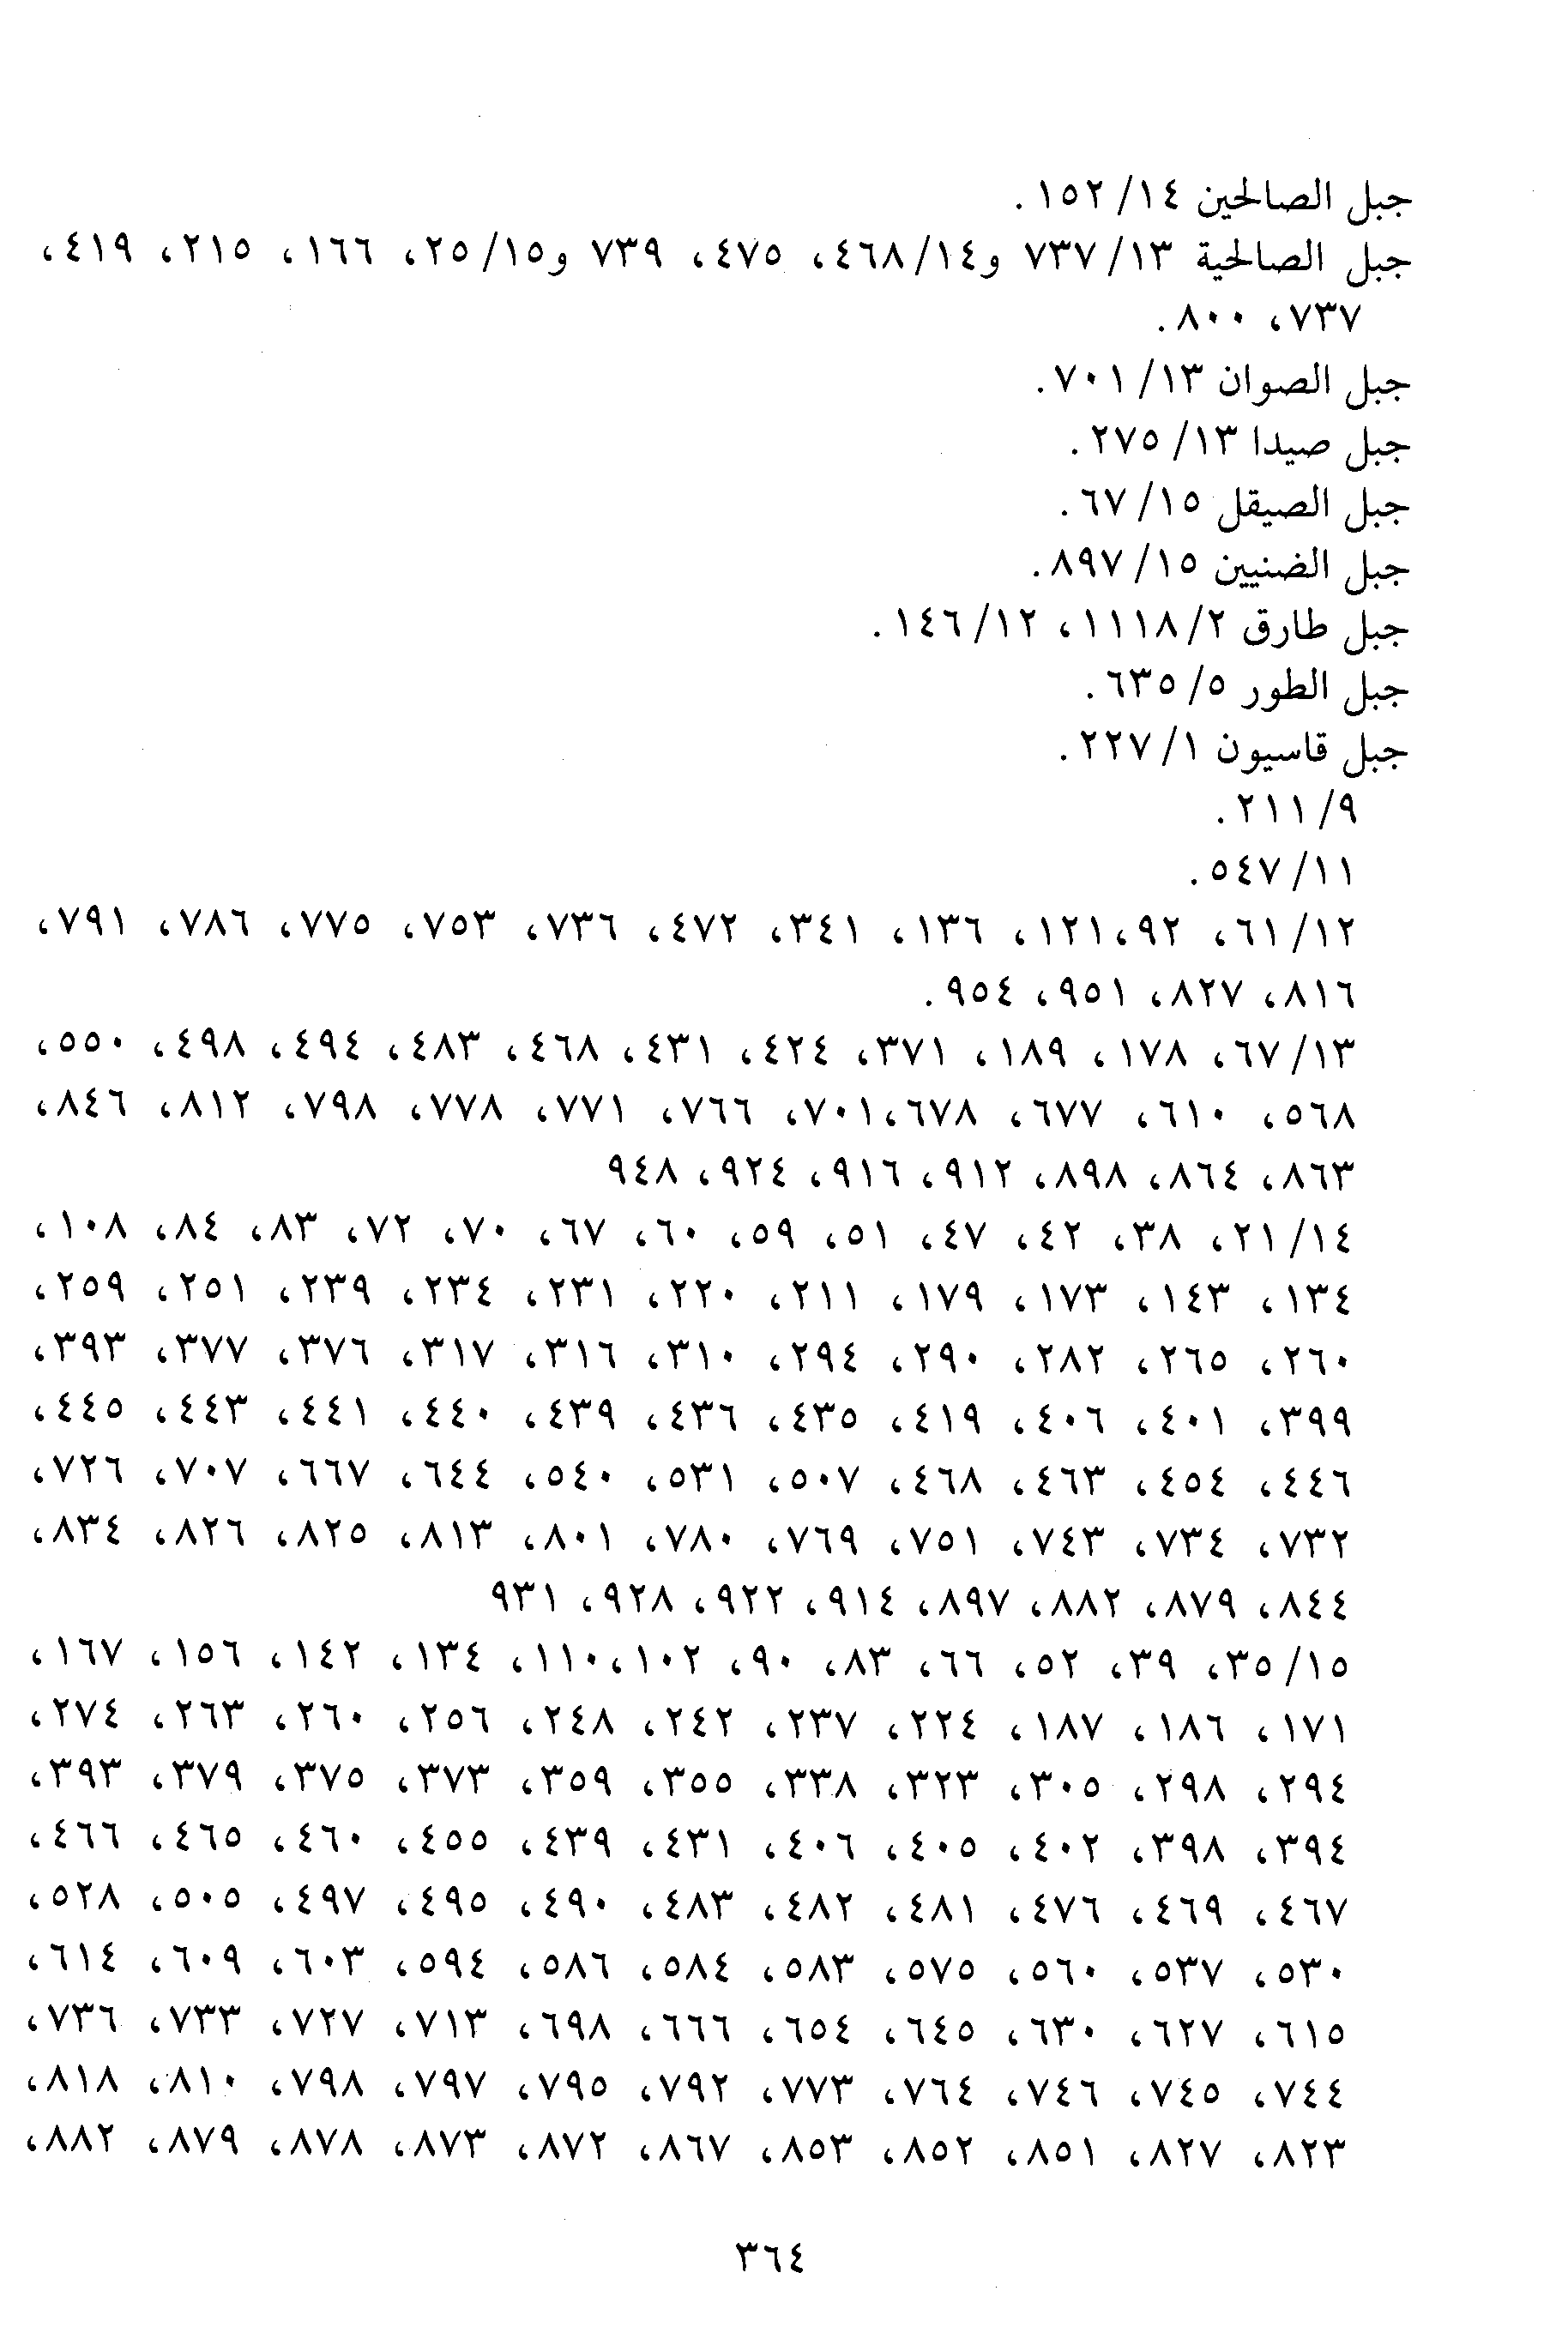 جبل الصالحين ١٤/ ١٥٢.
جبل الصالحية ١٣/ ٧٣٧ و١٤/ ٤٦٨، ٤٧٥، ٧٣٩ و١٥/ ٢٥، ١٦٦، ٢١٥، ٤١٩،
٧٣٧، ٨٠٠.
جبل الصوان ١٣/ ٧٠١.
جبل صيدا ١٣/ ٢٧٥.
جبل الصيقل ١٥/ ٦٧.
جبل الضنيين ١٥/ ٨٩٧.
جبل طارق ٢/ ١١١٨، ١٢/ ١٤٦.
جبل الطور ٥/ ٦٣٥.
جبل قاسيون ١/ ٢٢٧.
٩/ ٢١١.
١١/ ٥٤٧.
١٢/ ٦١، ٩٢،١٢١، ١٣٦، ٣٤١، ٤٧٢، ٧٣٦، ٧٥٣، ٧٧٥، ٧٨٦، ٧٩١،
٨١٦، ٨٢٧، ٩٥١، ٩٥٤.
١٣/ ٦٧، ١٧٨، ١٨٩، ٣٧١، ٤٢٤، ٤٣١، ٤٦٨، ٤٨٣، ٤٩٤، ٤٩٨، ٥٥٠،
٥٦٨، ٦١٠، ٦٧٧، ٦٧٨،٧٠١، ٧٦٦، ٧٧١، ٧٧٨، ٧٩٨، ٨١٢، ٨٤٦،
٨٦٣، ٨٦٤، ٨٩٨، ٩١٢، ٩١٦، ٩٢٤، ٩٤٨
١٤/ ٢١، ٣٨، ٤٢، ٤٧، ٥١، ٥٩، ٦٠، ٦٧، ٧٠، ٧٢، ٨٣، ٨٤، ١٠٨،
١٣٤، ١٤٣، ١٧٣، ١٧٩، ٢١١، ٢٢٠، ٢٣١، ٢٣٤، ٢٣٩، ٢٥١، ٢٥٩،
٢٦٠، ٢٦٥، ٢٨٢، ٢٩٠، ٢٩٤، ٣١٠، ٣١٦، ٣١٧، ٣٧٦، ٣٧٧، ٣٩٣،
٣٩٩، ٤٠١، ٤٠٦، ٤١٩، ٤٣٥، ٤٣٦، ٤٣٩، ٤٤٠، ٤٤١، ٤٤٣، ٤٤٥،
٤٤٦، ٤٥٤، ٤٦٣، ٤٦٨، ٥٠٧، ٥٣١، ٥٤٠، ٦٤٤، ٦٦٧، ٧٠٧، ٧٢٦،
٧٣٢، ٧٣٤، ٧٤٣، ٧٥١، ٧٦٩، ٧٨٠، ٨٠١، ٨١٣، ٨٢٥، ٨٢٦، ٨٣٤،
٨٤٤، ٨٧٩، ٨٨٢، ٨٩٧، ٩١٤، ٩٢٢، ٩٢٨، ٩٣١
١٥/ ٣٥، ٣٩، ٥٢، ٦٦، ٨٣، ٩٠، ١٠٢،١١٠، ١٣٤، ١٤٢، ١٥٦، ١٦٧،
١٧١، ١٨٦، ١٨٧، ٢٢٤، ٢٣٧، ٢٤٢، ٢٤٨، ٢٥٦، ٢٦٠، ٢٦٣، ٢٧٤،
٢٩٤، ٢٩٨، ٣٠٥، ٣٢٣، ٣٣٨، ٣٥٥، ٣٥٩، ٣٧٣، ٣٧٥، ٣٧٩، ٣٩٣،
٣٩٤، ٣٩٨، ٤٠٢، ٤٠٥، ٤٠٦، ٤٣١، ٤٣٩، ٤٥٥، ٤٦٠، ٤٦٥، ٤٦٦،
٤٦٧، ٤٦٩، ٤٧٦، ٤٨١، ٤٨٢، ٤٨٣، ٤٩٠، ٤٩٥، ٤٩٧، ٥٠٥، ٥٢٨،
٥٣٠، ٥٣٧، ٥٦٠، ٥٧٥، ٥٨٣، ٥٨٤، ٥٨٦، ٥٩٤، ٦٠٣، ٦٠٩، ٦١٤،
٦١٥، ٦٢٧، ٦٣٠، ٦٤٥، ٦٥٤، ٦٦٦، ٦٩٨، ٧١٣، ٧٢٧، ٧٣٣، ٧٣٦،
٧٤٤، ٧٤٥، ٧٤٦، ٧٦٤، ٧٧٣، ٧٩٢، ٧٩٥، ٧٩٧، ٧٩٨، ٨١٠، ٨١٨،
٨٢٣، ٨٢٧، ٨٥١، ٨٥٢، ٨٥٣، ٨٦٧، ٨٧٢، ٨٧٣، ٨٧٨، ٨٧٩، ٨٨٢،
٣٦٤